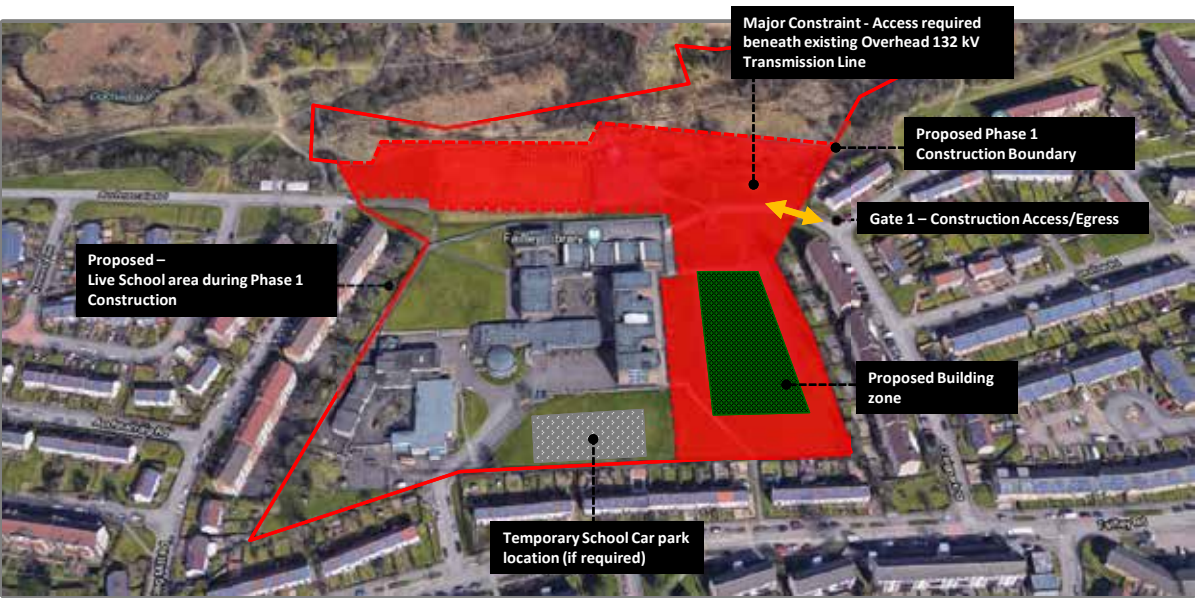 Major Constraint - Access required
beneath existing Overhead 132 kV
Transmission Line
Proposed Phase 1
Construction Boundary
Gate 1 – Construction Access/Egress
Proposed –
Live School area during Phase 1
Construction
Proposed Building
zone
Temporary School Car park
location (if required)